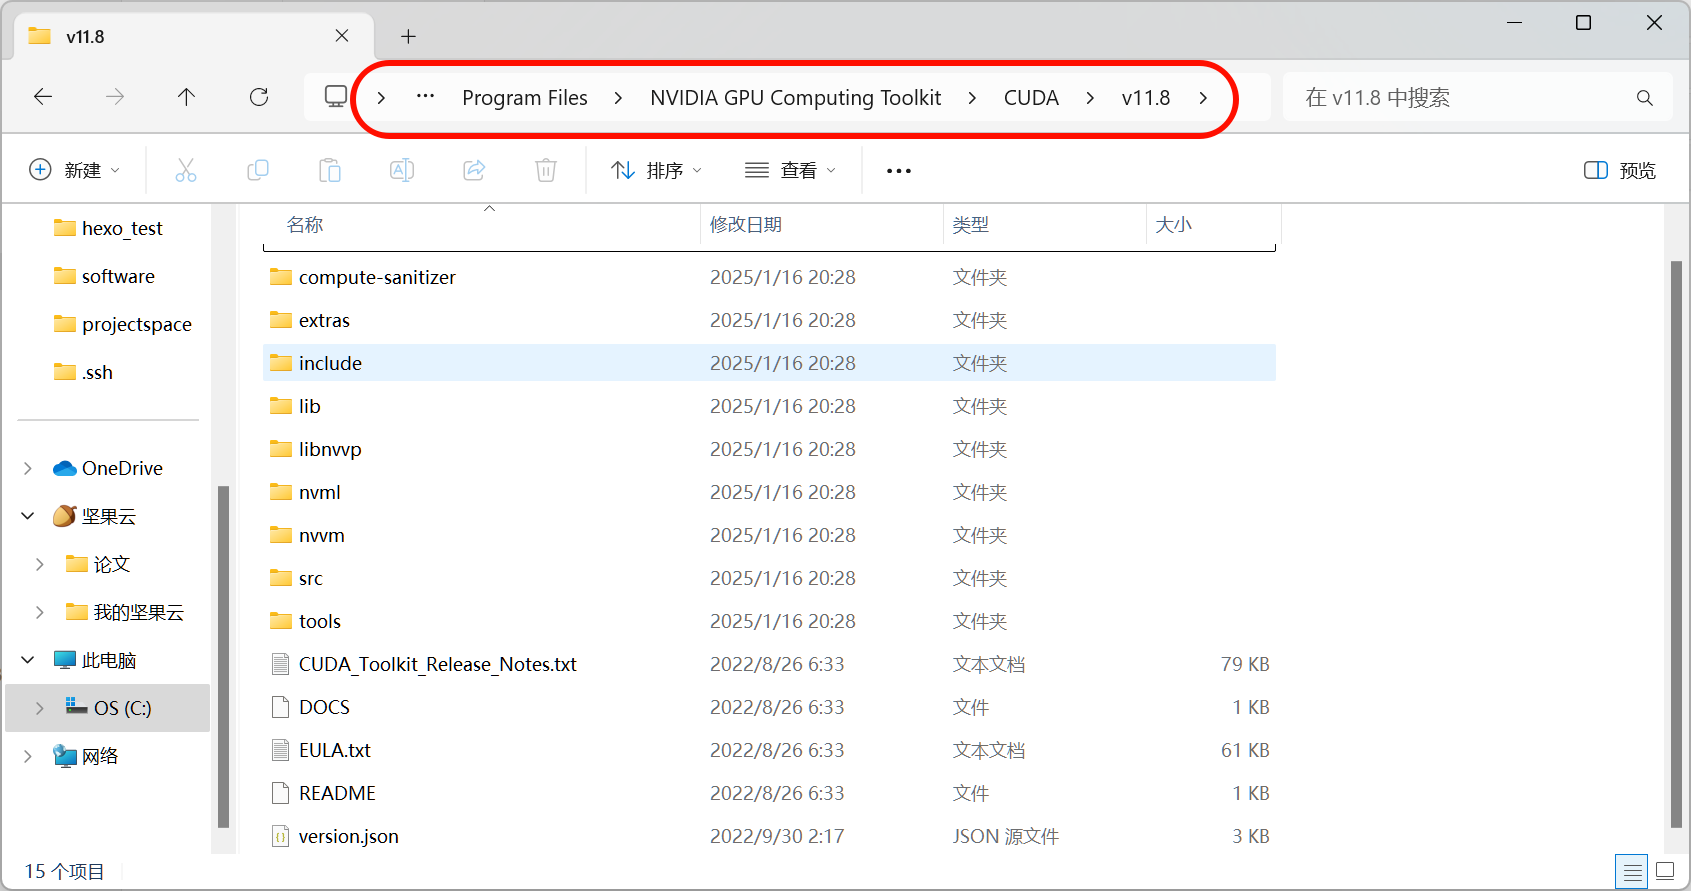 v11.8
Program Files NVIDIA GPU Computing Toolkit CUDA v11.8
在 v11.8 中搜索
新建 排序 查看 预览
hexo_test
software
projectspace
.ssh
OneDrive
坚果云
论文
我的坚果云
此电脑
OS (C:)
网络
名称 修改日期 类型 大小
compute-sanitizer 2025/1/16 20:28 文件夹
extras 2025/1/16 20:28 文件夹
include 2025/1/16 20:28 文件夹
lib 2025/1/16 20:28 文件夹
libnvvp 2025/1/16 20:28 文件夹
nvml 2025/1/16 20:28 文件夹
nvvm 2025/1/16 20:28 文件夹
src 2025/1/16 20:28 文件夹
tools 2025/1/16 20:28 文件夹
CUDA_Toolkit_Release_Notes.txt 2022/8/26 6:33 文本文档 79 KB
DOCS 2022/8/26 6:33 文件 1 KB
EULA.txt 2022/8/26 6:33 文本文档 61 KB
README 2022/8/26 6:33 文件 1 KB
version.json 2022/9/30 2:17 JSON 源文件 3 KB
15 个项目